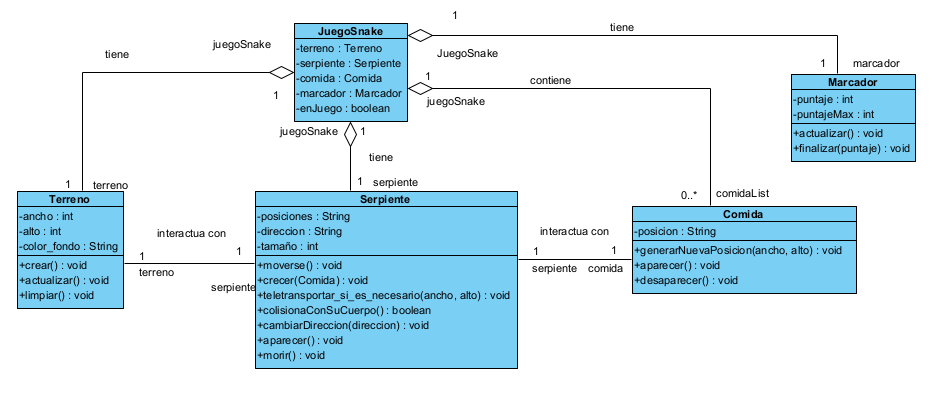 JuegoSnake
-terreno : Terreno
-serpiente : Serpiente
-comida : Comida
-marcador : Marcador
-enJuego : boolean
1
tiene
JuegoSnake
1
marcador
juegoSnake
tiene
1
1
terreno
1
contiene
juegoSnake
0..*
comidaList
juegoSnake
1
tiene
1
serpiente
Marcador
-puntaje : int
-puntajeMax : int
+actualizar() : void
+finalizar(puntaje) : void
Terreno
-ancho : int
-alto : int
-color_fondo : String
+crear() : void
+actualizar() : void
+limpiar() : void
interactua con
1
1
terreno
serpiente
Serpiente
-posiciones : String
-direccion : String
-tamaño : int
+moverse() : void
+crecer(Comida) : void
+teletransportar_si_es_necesario(ancho, alto) : void
+colisionaConSuCuerpo() : boolean
+cambiarDireccion(direccion) : void
+aparecer() : void
+morir() : void
interactua con
1
1
serpiente
comida
Comida
-posicion : String
+generarNuevaPosicion(ancho, alto) : void
+aparecer() : void
+desaparecer() : void